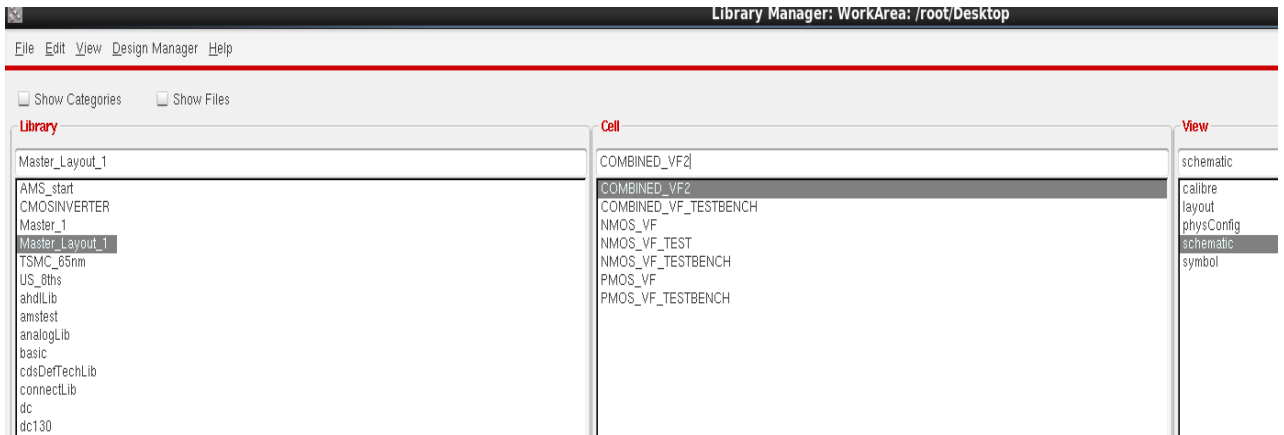 Library Manager: WorkArea: /root/Desktop
File Edit View Design Manager Help
Show Categories Show Files
Library
Master_Layout_1
AMS_start
CMOSINVERTER
Master_1
Master_Layout_1
TSMC_65nm
US_8ths
ahdlLib
amstest
analogLib
basic
cdsDefTechLib
connectLib
dc
dc130
Cell
COMBINED_VF2
COMBINED_VF2
COMBINED_VF_TESTBENCH
NMOS_VF
NMOS_VF_TEST
NMOS_VF_TESTBENCH
PMOS_VF
PMOS_VF_TESTBENCH
View
schematic
calibre
layout
physConfig
schematic
symbol